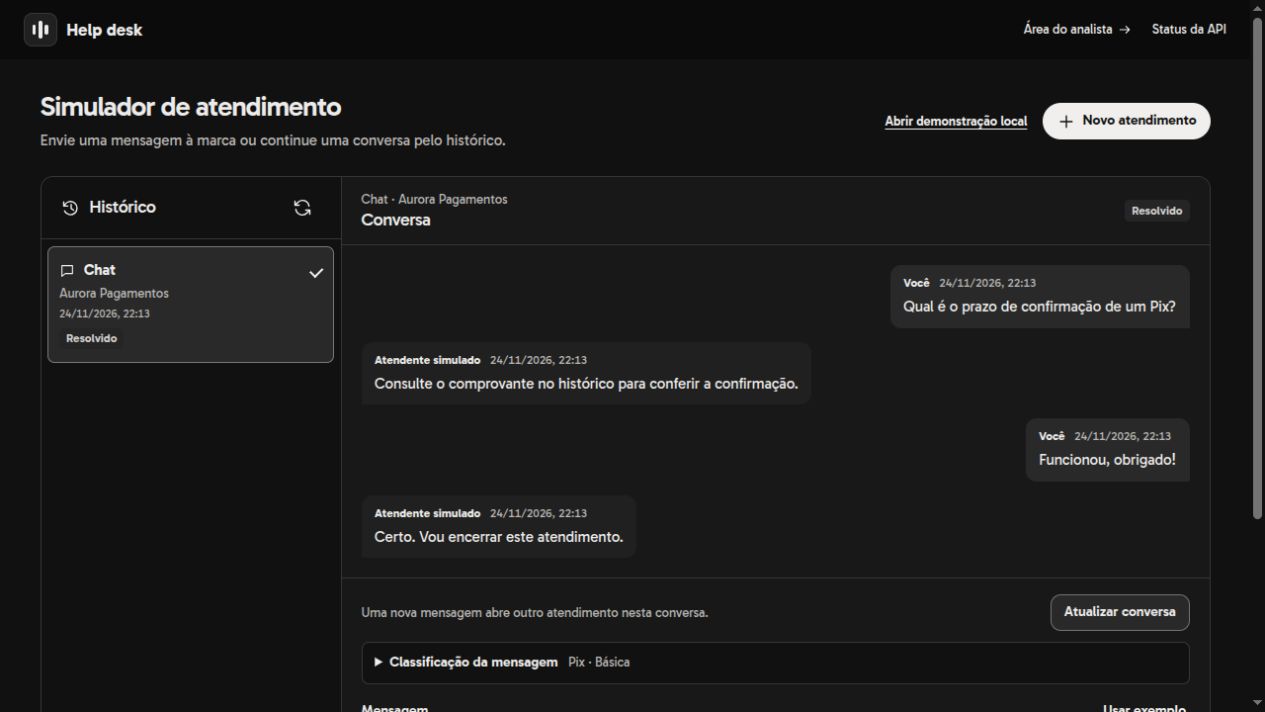 Help desk
Área do analista →
Status da API
Simulador de atendimento
Envie uma mensagem à marca ou continue uma conversa pelo histórico.
Abrir demonstração local
+ Novo atendimento
Histórico
Chat
Aurora Pagamentos
24/11/2026, 22:13
Resolvido
Chat · Aurora Pagamentos
Conversa
Resolvido
Você 24/11/2026, 22:13
Qual é o prazo de confirmação de um Pix?
Atendente simulado 24/11/2026, 22:13
Consulte o comprovante no histórico para conferir a confirmação.
Você 24/11/2026, 22:13
Funcionou, obrigado!
Atendente simulado 24/11/2026, 22:13
Certo. Vou encerrar este atendimento.
Uma nova mensagem abre outro atendimento nesta conversa.
Atualizar conversa
Classificação da mensagem Pix · Básica
Mensagem
Usar exemplo